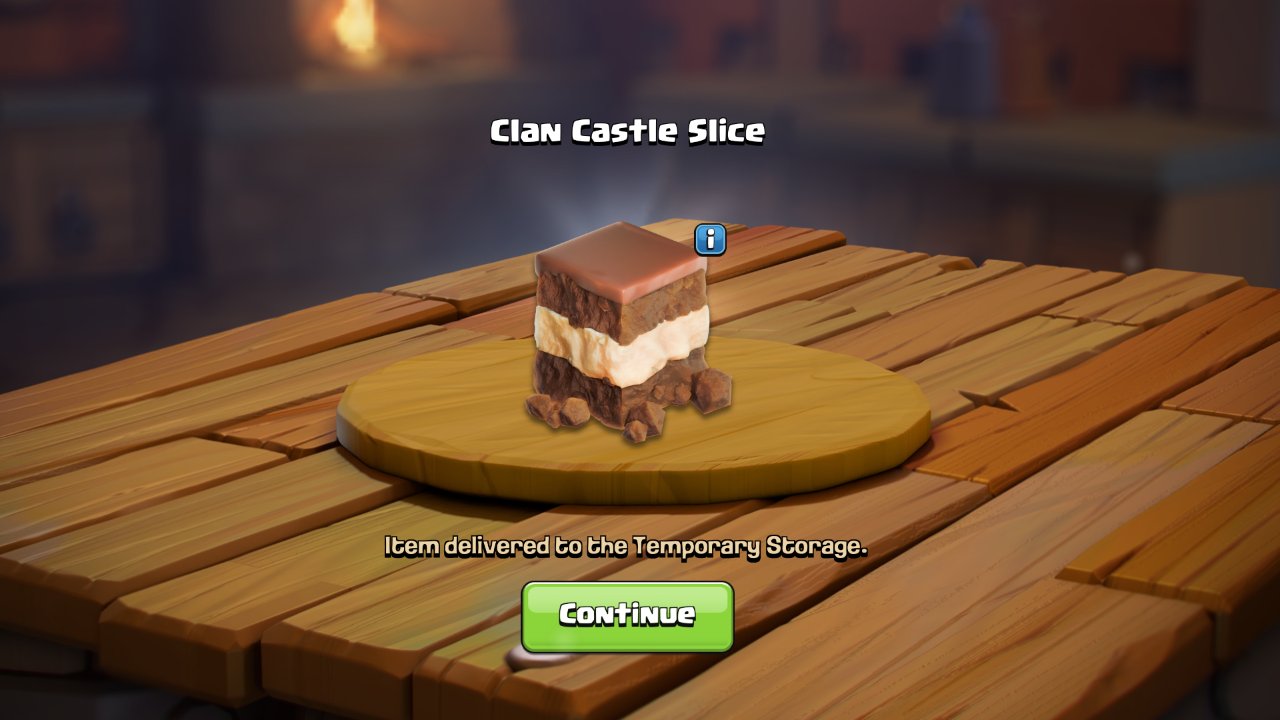 Clan Castle Slice
i
Item delivered to the Temporary Storage.
Continue